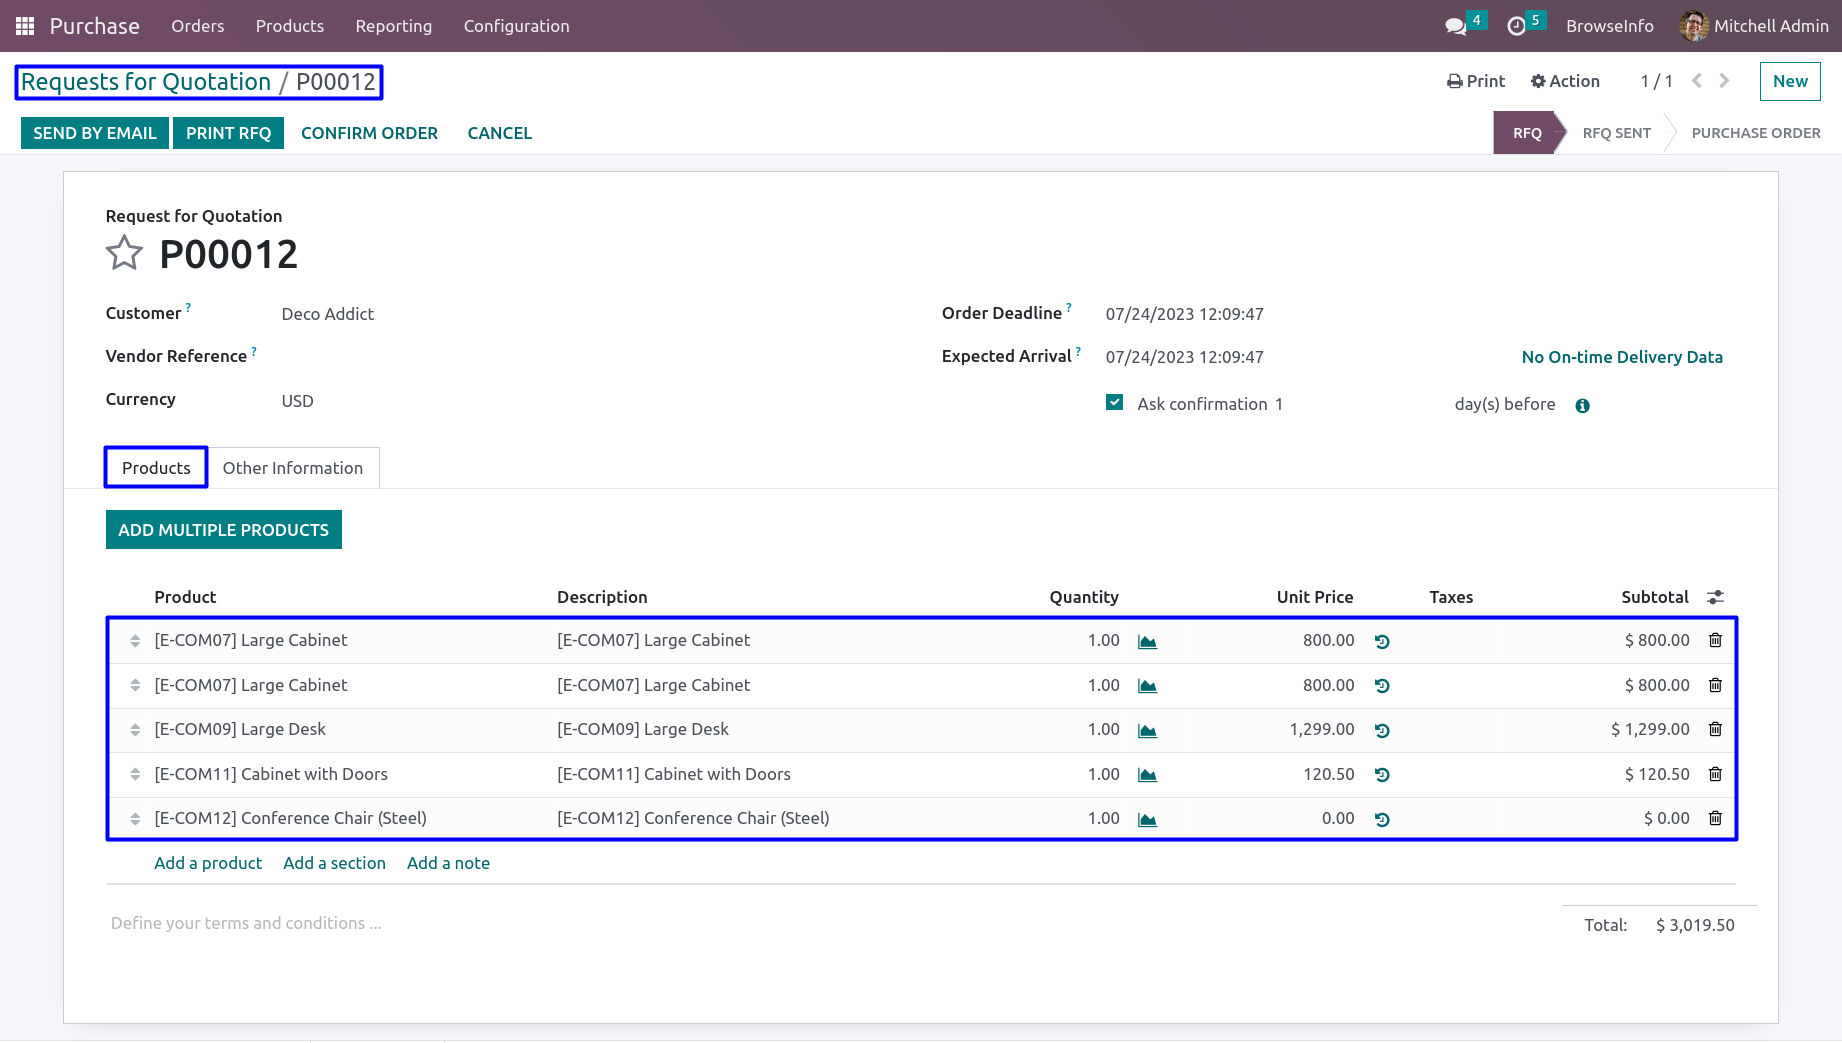 Purchase Orders Products Reporting Configuration 4 5 BrowseInfo Mitchell Admin
Requests for Quotation / P00012 Print Action 1 / 1 New
SEND BY EMAIL PRINT RFQ CONFIRM ORDER CANCEL RFQ RFQ SENT PURCHASE ORDER
Request for Quotation
P00012
Customer ? Deco Addict Order Deadline ? 07/24/2023 12:09:47
Vendor Reference ? Expected Arrival ? 07/24/2023 12:09:47 No On-time Delivery Data
Currency USD Ask confirmation 1 day(s) before
Products Other Information
ADD MULTIPLE PRODUCTS
Product Description Quantity Unit Price Taxes Subtotal
[E-COM07] Large Cabinet [E-COM07] Large Cabinet 1.00 800.00 $ 800.00
[E-COM07] Large Cabinet [E-COM07] Large Cabinet 1.00 800.00 $ 800.00
[E-COM09] Large Desk [E-COM09] Large Desk 1.00 1,299.00 $ 1,299.00
[E-COM11] Cabinet with Doors [E-COM11] Cabinet with Doors 1.00 120.50 $ 120.50
[E-COM12] Conference Chair (Steel) [E-COM12] Conference Chair (Steel) 1.00 0.00 $ 0.00
Add a product Add a section Add a note
Define your terms and conditions ... Total: $ 3,019.50